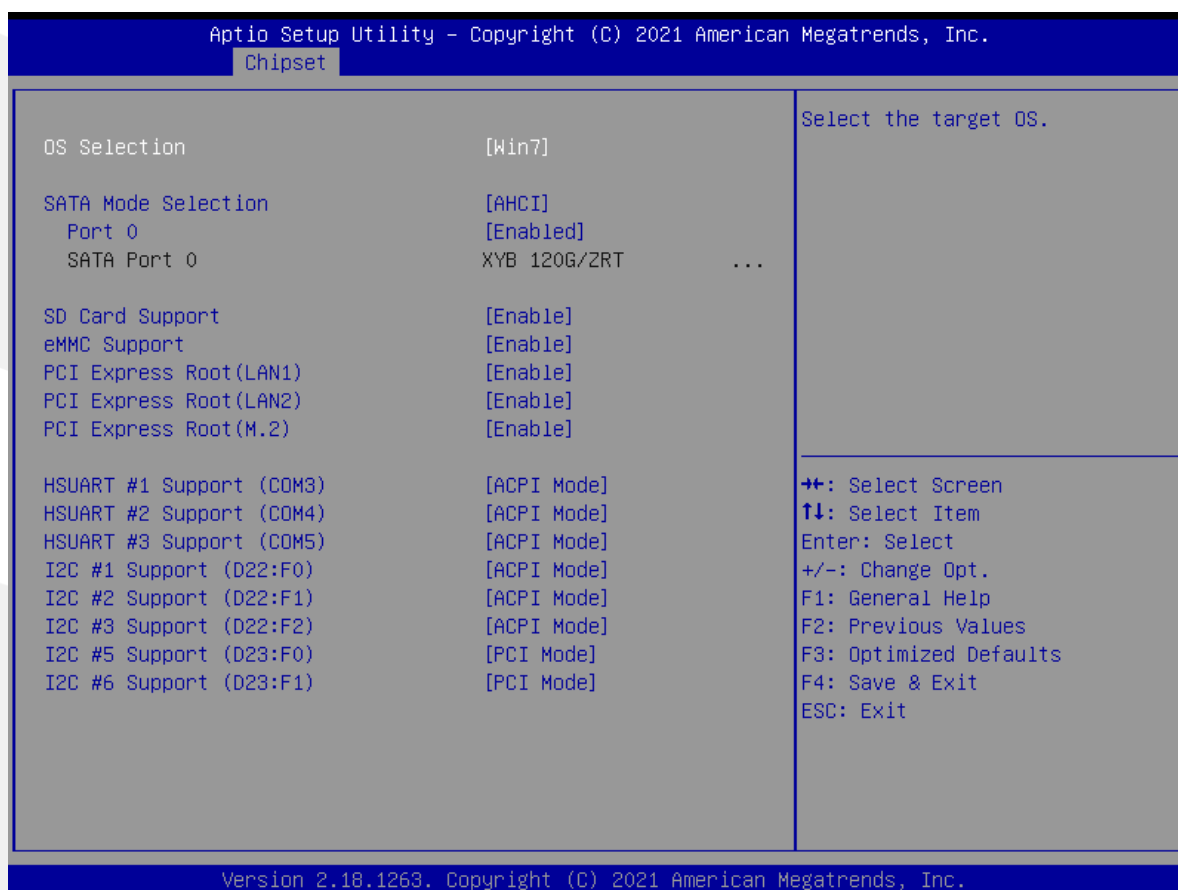 Aptio Setup Utility – Copyright (C) 2021 American Megatrends, Inc.
Chipset
OS Selection [Win7]
SATA Mode Selection [AHCI]
Port 0 [Enabled]
SATA Port 0 XYB 120G/ZRT ...
SD Card Support [Enable]
eMMC Support [Enable]
PCI Express Root(LAN1) [Enable]
PCI Express Root(LAN2) [Enable]
PCI Express Root(M.2) [Enable]
HSUART #1 Support (COM3) [ACPI Mode]
HSUART #2 Support (COM4) [ACPI Mode]
HSUART #3 Support (COM5) [ACPI Mode]
I2C #1 Support (D22:F0) [ACPI Mode]
I2C #2 Support (D22:F1) [ACPI Mode]
I2C #3 Support (D22:F2) [ACPI Mode]
I2C #5 Support (D23:F0) [PCI Mode]
I2C #6 Support (D23:F1) [PCI Mode]
Select the target OS.
→←: Select Screen
↑↓: Select Item
Enter: Select
+/-: Change Opt.
F1: General Help
F2: Previous Values
F3: Optimized Defaults
F4: Save & Exit
ESC: Exit
Version 2.18.1263. Copyright (C) 2021 American Megatrends, Inc.